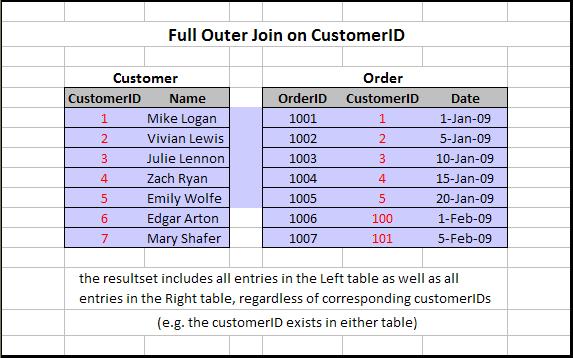 Full Outer Join on CustomerID
Customer Order
CustomerID Name OrderID CustomerID Date
1 Mike Logan 1001 1 1-Jan-09
2 Vivian Lewis 1002 2 5-Jan-09
3 Julie Lennon 1003 3 10-Jan-09
4 Zach Ryan 1004 4 15-Jan-09
5 Emily Wolfe 1005 5 20-Jan-09
6 Edgar Arton 1006 100 1-Feb-09
7 Mary Shafer 1007 101 5-Feb-09
the resultset includes all entries in the Left table as well as all
entries in the Right table, regardless of corresponding customerIDs
(e.g. the customerID exists in either table)